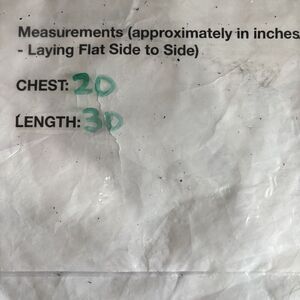 Measurements (approximately in inches
- Laying Flat Side to Side)
CHEST: 20
LENGTH: 30